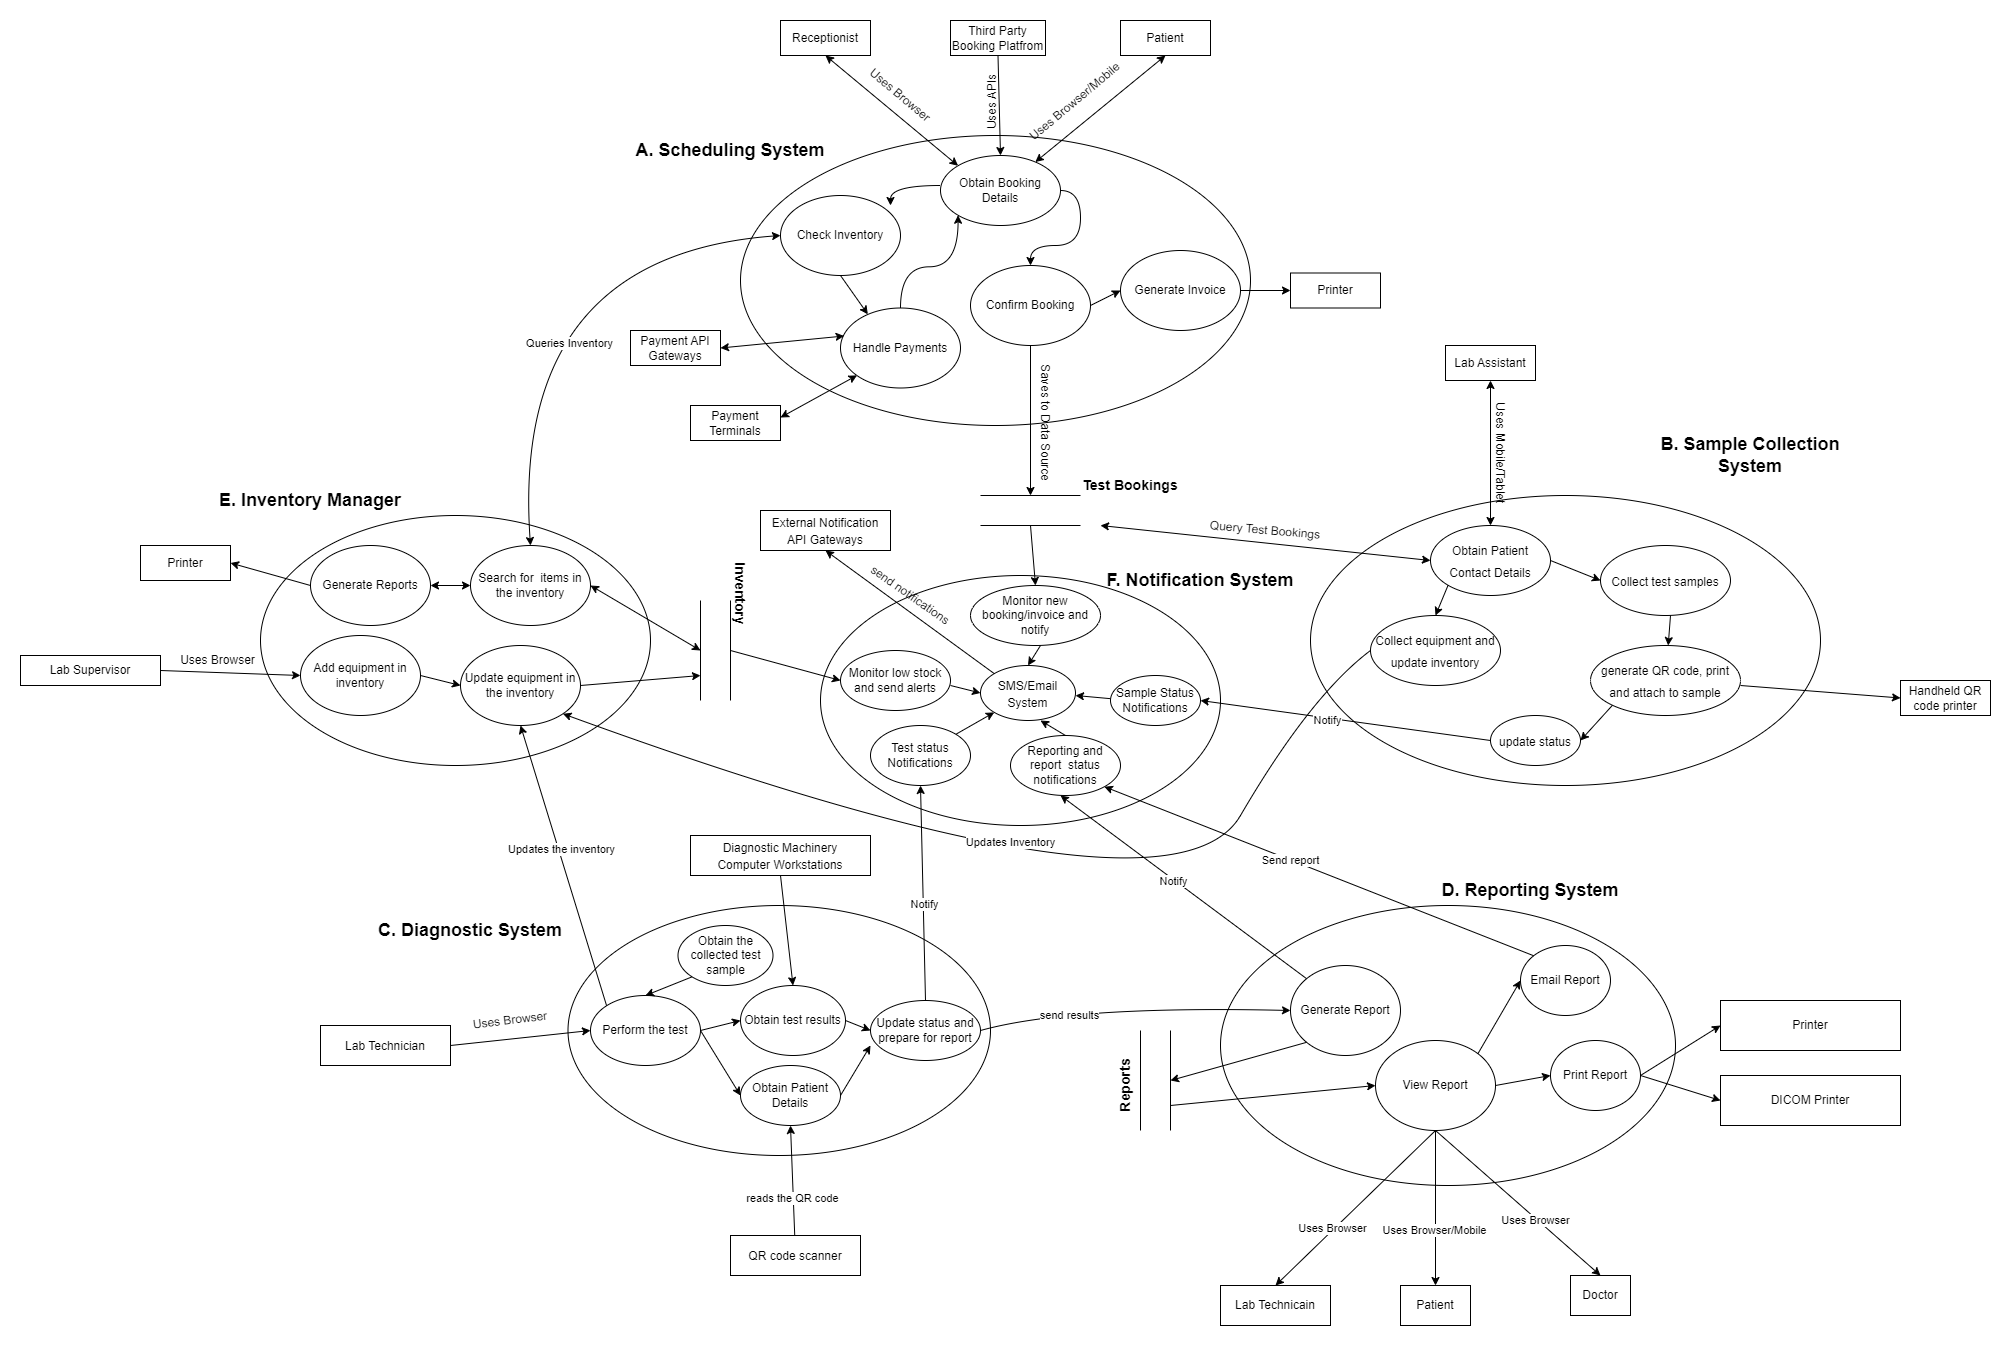 Receptionist
Third Party
Booking Platfrom
Patient
Uses Browser
Uses APIs
Uses Browser/Mobile
A. Scheduling System
Obtain Booking
Details
Check Inventory
Confirm Booking
Generate Invoice
Printer
Handle Payments
Payment API
Gateways
Payment
Terminals
Queries Inventory
Saves to Data Source
Lab Assistant
Uses Mobile/Tablet
B. Sample Collection
System
Test Bookings
Query Test Bookings
Obtain Patient
Contact Details
Collect test samples
Collect equipment and
update inventory
generate QR code, print
and attach to sample
update status
Handheld QR
code printer
Notify
E. Inventory Manager
Printer
Generate Reports
Search for items in
the inventory
Lab Supervisor
Uses Browser
Add equipment in
inventory
Update equipment in
the inventory
Inventory
External Notification
API Gateways
send notifications
F. Notification System
Monitor new
booking/invoice and
notify
Monitor low stock
and send alerts
SMS/Email
System
Sample Status
Notifications
Test status
Notifications
Reporting and
report status
notifications
Updates Inventory
Updates the inventory
Diagnostic Machinery
Computer Workstations
Notify
Notify
Send report
C. Diagnostic System
Obtain the
collected test
sample
Lab Technician
Uses Browser
Perform the test
Obtain test results
Update status and
prepare for report
Obtain Patient
Details
reads the QR code
QR code scanner
send results
D. Reporting System
Generate Report
Email Report
Reports
View Report
Print Report
Printer
DICOM Printer
Uses Browser
Uses Browser/Mobile
Uses Browser
Lab Technicain
Patient
Doctor